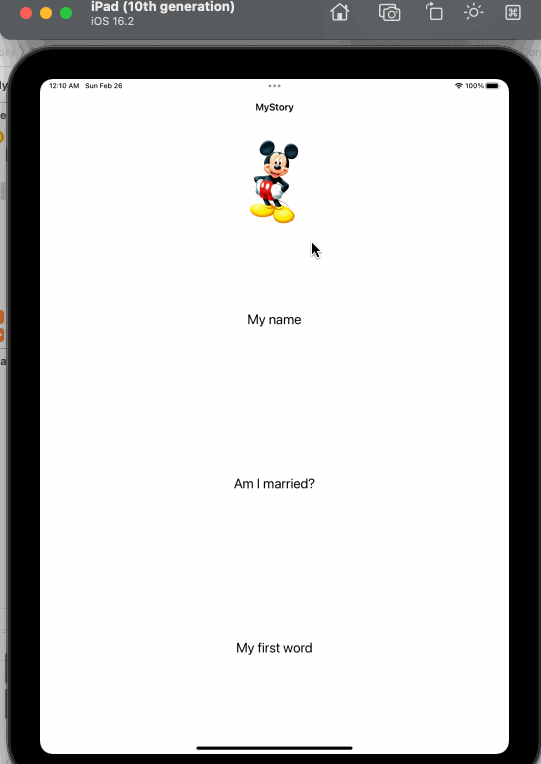 iPad (10th generation)
iOS 16.2
12:10 AM Sun Feb 26
100%
MyStory
My name
Am I married?
My first word